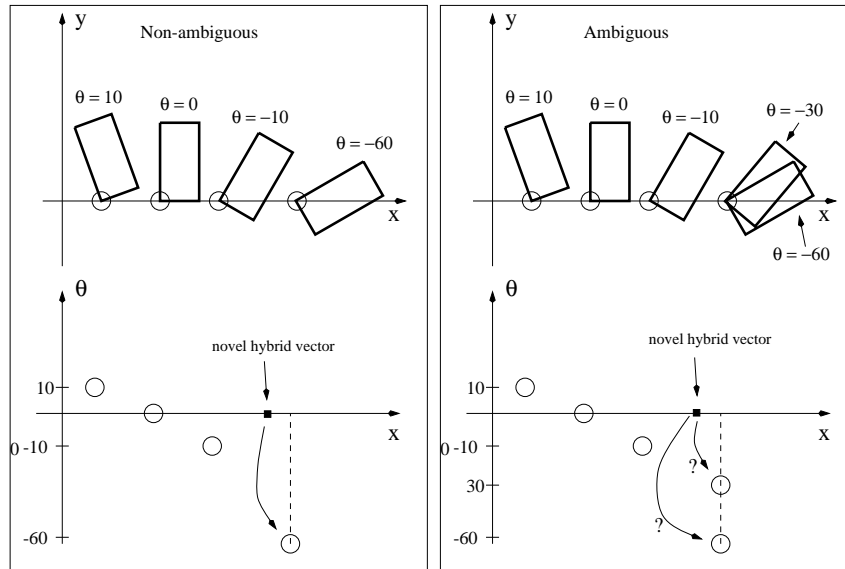 y
Non-ambiguous
θ = 10
θ = 0
θ = −10
θ = −60
x
θ
novel hybrid vector
10
x
0 -10
-60
y
Ambiguous
θ = 10
θ = 0
θ = −10
θ = −30
x
θ = −60
θ
novel hybrid vector
10
x
0 -10
?
30
?
-60